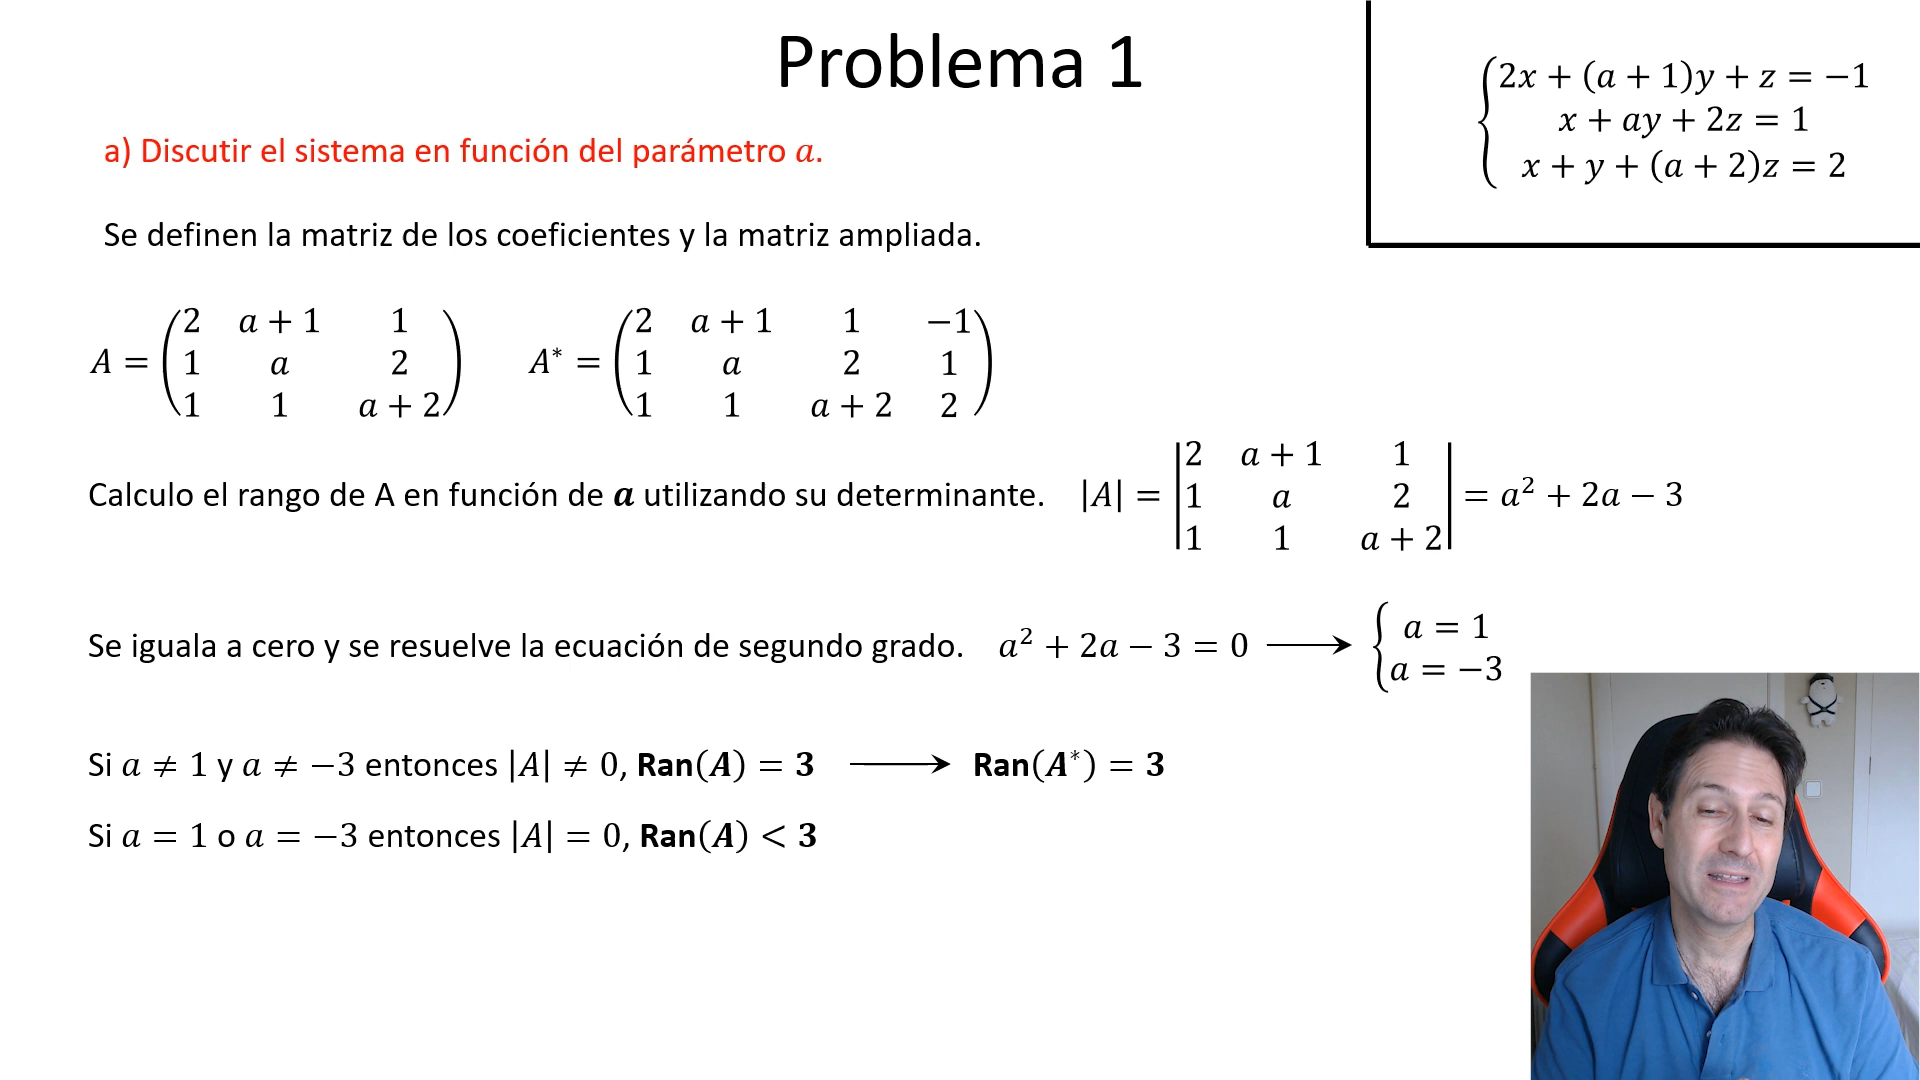 Problema 1
2x + (a + 1)y + z = −1
x + ay + 2z = 1
x + y + (a + 2)z = 2
a) Discutir el sistema en función del parámetro a.
Se definen la matriz de los coeficientes y la matriz ampliada.
A = (2 a + 1 1
1 a 2
1 1 a + 2)
A* = (2 a + 1 1 −1
1 a 2 1
1 1 a + 2 2)
Calculo el rango de A en función de a utilizando su determinante. |A| = |2 a + 1 1
1 a 2
1 1 a + 2| = a² + 2a − 3
Se iguala a cero y se resuelve la ecuación de segundo grado. a² + 2a − 3 = 0 ⟶ { a = 1
a = −3
Si a ≠ 1 y a ≠ −3 entonces |A| ≠ 0, Ran(A) = 3 ⟶ Ran(A*) = 3
Si a = 1 o a = −3 entonces |A| = 0, Ran(A) < 3